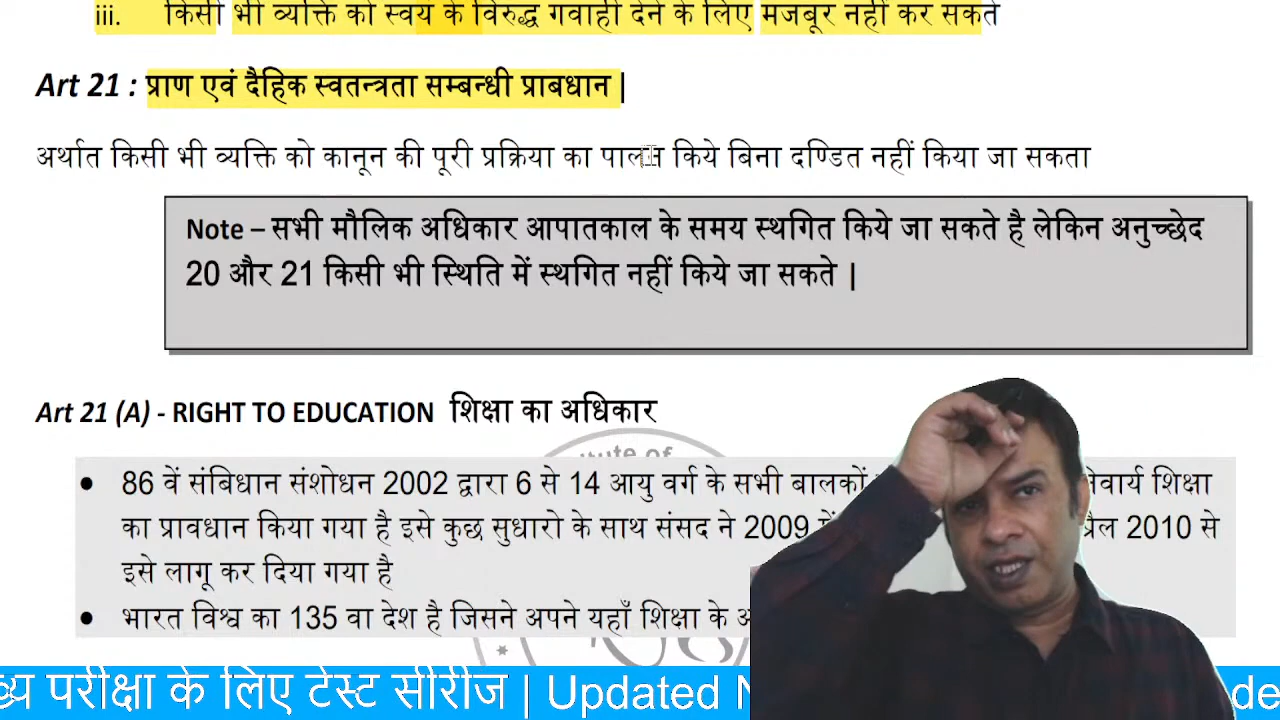 iii. किसी भी व्यक्ति को स्वयं के विरुद्ध गवाही देने के लिए मजबूर नहीं कर सकते
Art 21 : प्राण एवं दैहिक स्वतन्त्रता सम्बन्धी प्राबधान |
अर्थात किसी भी व्यक्ति को कानून की पूरी प्रक्रिया का पालन किये बिना दण्डित नहीं किया जा सकता
Note – सभी मौलिक अधिकार आपातकाल के समय स्थगित किये जा सकते है लेकिन अनुच्छेद
20 और 21 किसी भी स्थिति में स्थगित नहीं किये जा सकते |
Art 21 (A) - RIGHT TO EDUCATION शिक्षा का अधिकार
• 86 वें संबिधान संशोधन 2002 द्वारा 6 से 14 आयु वर्ग के सभी बालकों शिक्षा
का प्रावधान किया गया है इसे कुछ सुधारो के साथ संसद ने 2009 में 2010 से
इसे लागू कर दिया गया है
• भारत विश्व का 135 वा देश है जिसने अपने यहाँ शिक्षा के
परीक्षा के लिए टेस्ट सीरीज | Updated